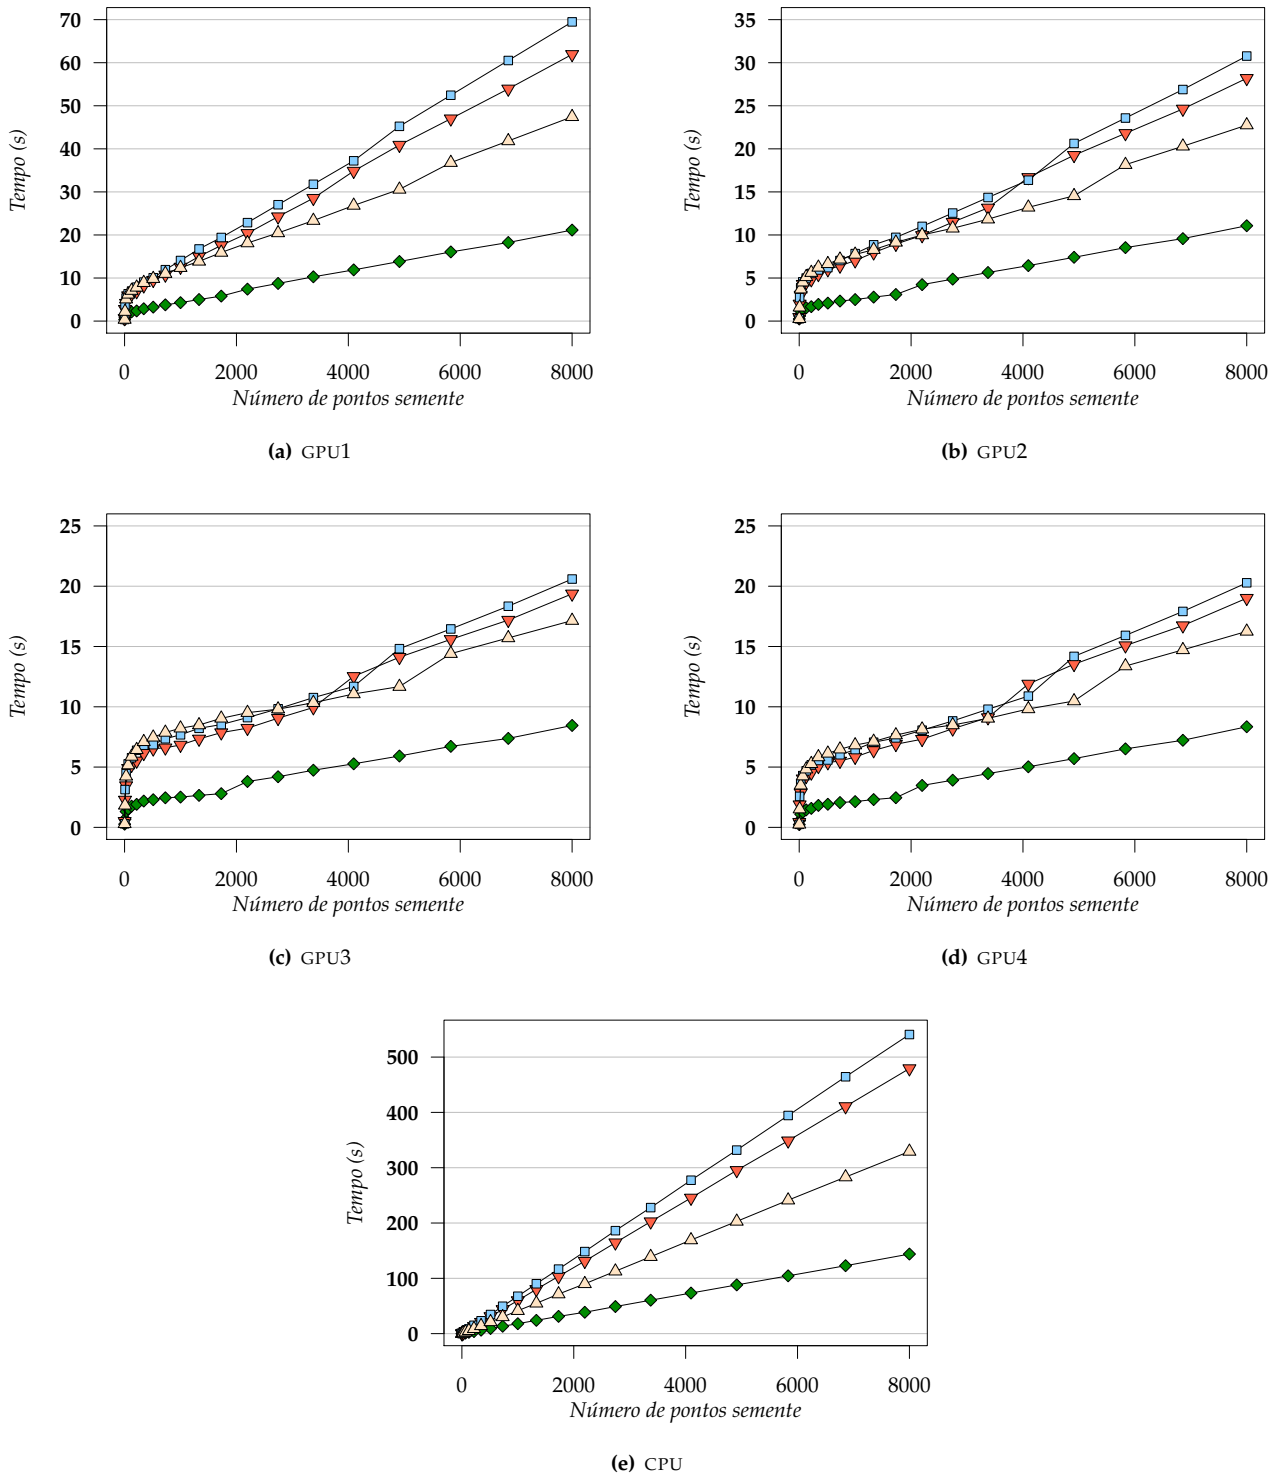 70
60
50
40
30
20
10
0
Tempo (s)
0 2000 4000 6000 8000
Número de pontos semente
(a) GPU1
35
30
25
20
15
10
5
0
Tempo (s)
0 2000 4000 6000 8000
Número de pontos semente
(b) GPU2
25
20
15
10
5
0
Tempo (s)
0 2000 4000 6000 8000
Número de pontos semente
(c) GPU3
25
20
15
10
5
0
Tempo (s)
0 2000 4000 6000 8000
Número de pontos semente
(d) GPU4
500
400
300
200
100
0
Tempo (s)
0 2000 4000 6000 8000
Número de pontos semente
(e) CPU